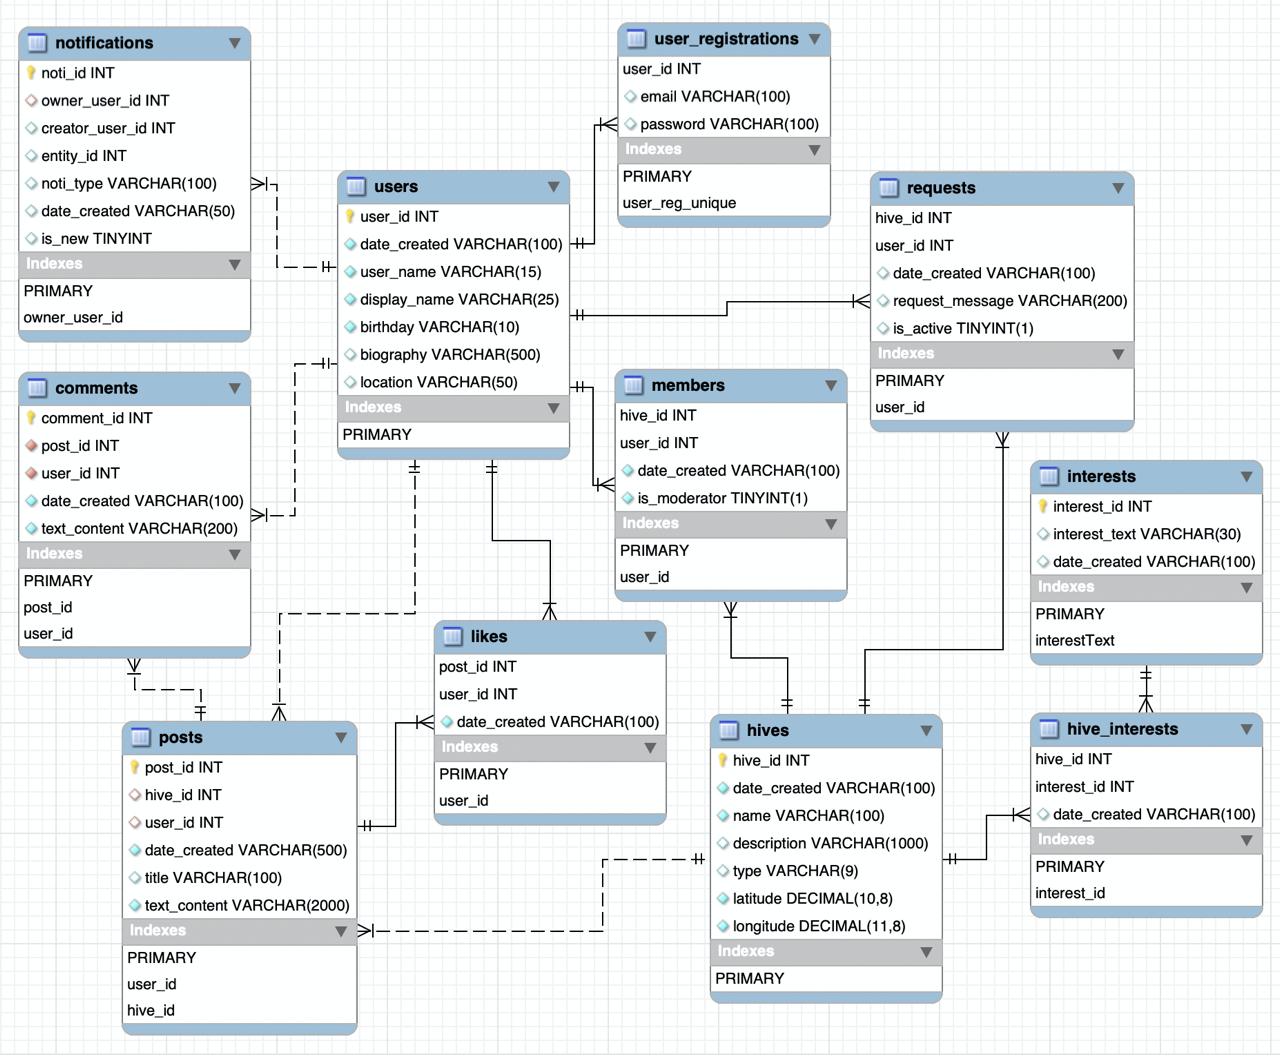 notifications
noti_id INT
owner_user_id INT
creator_user_id INT
entity_id INT
noti_type VARCHAR(100)
date_created VARCHAR(50)
is_new TINYINT
Indexes
PRIMARY
owner_user_id
user_registrations
user_id INT
email VARCHAR(100)
password VARCHAR(100)
Indexes
PRIMARY
user_reg_unique
users
user_id INT
date_created VARCHAR(100)
user_name VARCHAR(15)
display_name VARCHAR(25)
birthday VARCHAR(10)
biography VARCHAR(500)
location VARCHAR(50)
Indexes
PRIMARY
requests
hive_id INT
user_id INT
date_created VARCHAR(100)
request_message VARCHAR(200)
is_active TINYINT(1)
Indexes
PRIMARY
user_id
comments
comment_id INT
post_id INT
user_id INT
date_created VARCHAR(100)
text_content VARCHAR(200)
Indexes
PRIMARY
post_id
user_id
members
hive_id INT
user_id INT
date_created VARCHAR(100)
is_moderator TINYINT(1)
Indexes
PRIMARY
user_id
interests
interest_id INT
interest_text VARCHAR(30)
date_created VARCHAR(100)
Indexes
PRIMARY
interestText
likes
post_id INT
user_id INT
date_created VARCHAR(100)
Indexes
PRIMARY
user_id
posts
post_id INT
hive_id INT
user_id INT
date_created VARCHAR(500)
title VARCHAR(100)
text_content VARCHAR(2000)
Indexes
PRIMARY
user_id
hive_id
hives
hive_id INT
date_created VARCHAR(100)
name VARCHAR(100)
description VARCHAR(1000)
type VARCHAR(9)
latitude DECIMAL(10,8)
longitude DECIMAL(11,8)
Indexes
PRIMARY
hive_interests
hive_id INT
interest_id INT
date_created VARCHAR(100)
Indexes
PRIMARY
interest_id